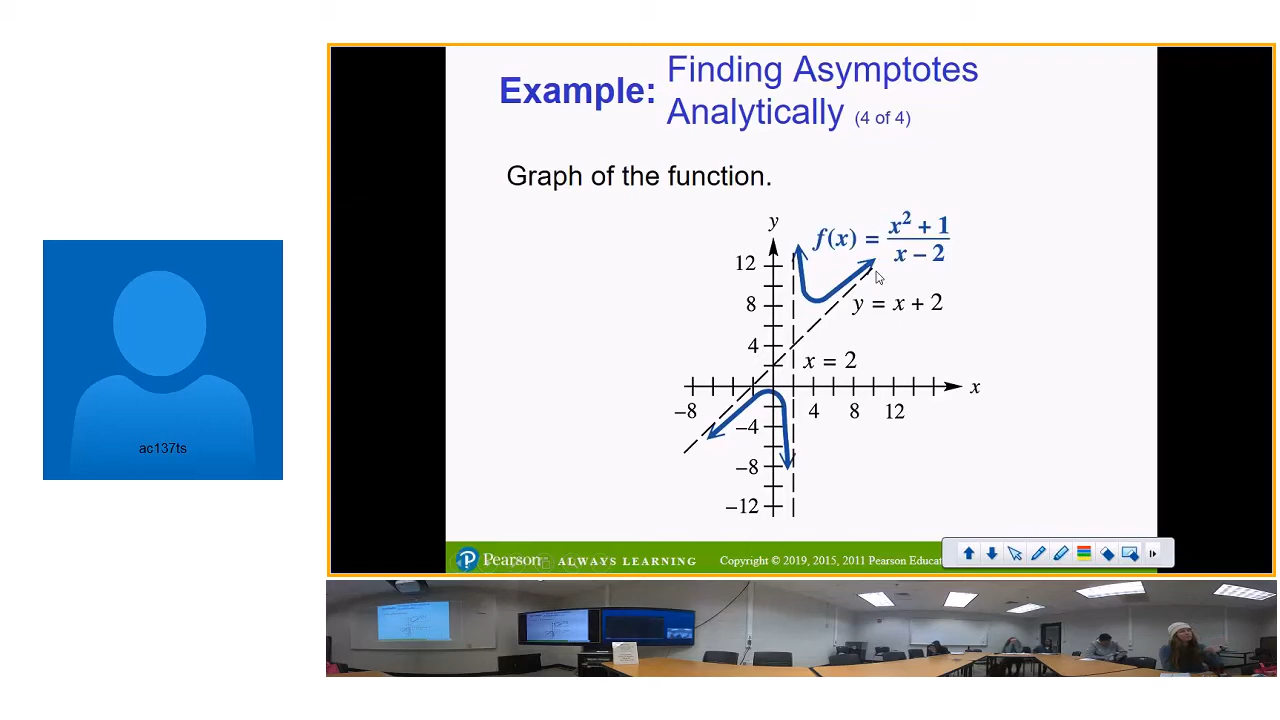 Example:
Finding Asymptotes
Analytically (4 of 4)
Graph of the function.
y
f(x) = x² + 1 / x − 2
12
8
y = x + 2
4
x = 2
x
−8
4 8 12
−4
−8
−12
Pearson ALWAYS LEARNING
Copyright © 2019, 2015, 2011 Pearson Educat
ac137ts